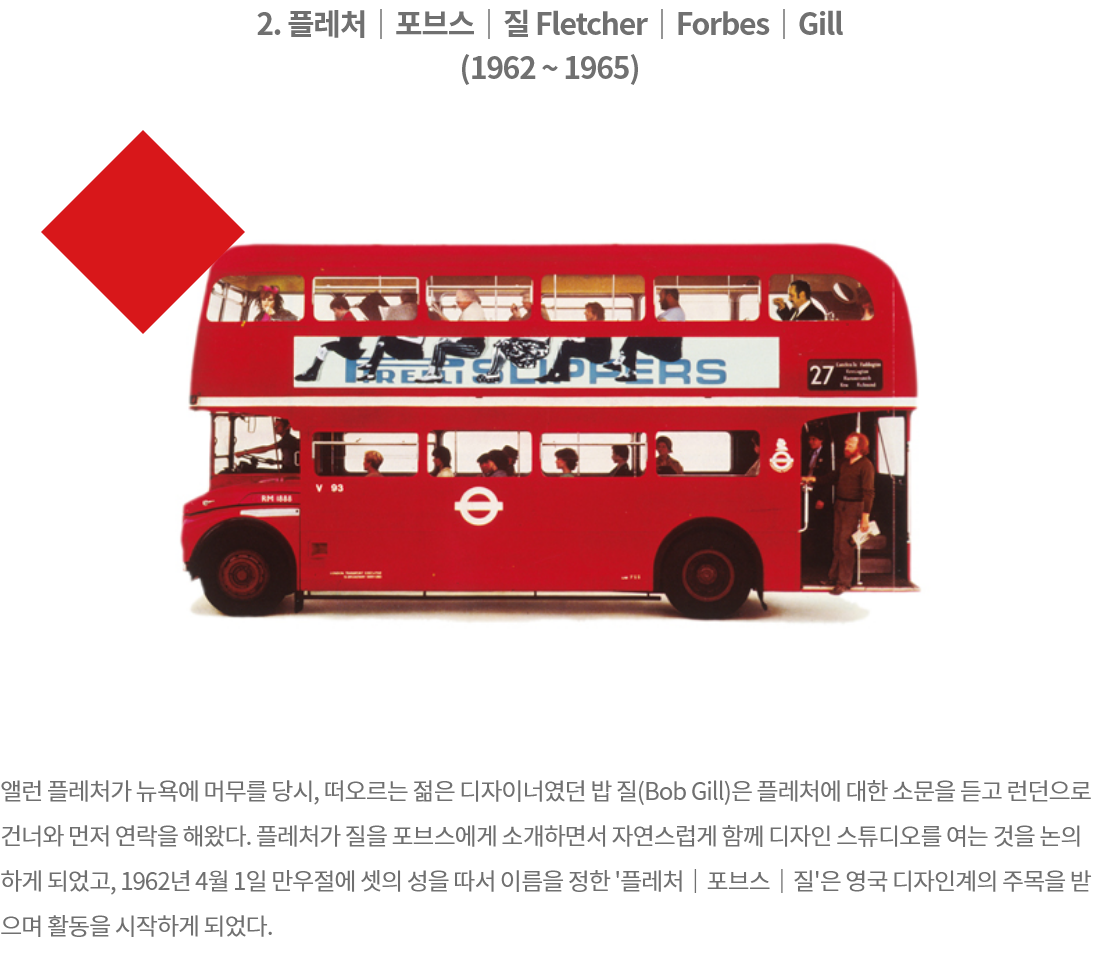 2. 플레처｜포브스｜질 Fletcher｜Forbes｜Gill
(1962 ~ 1965)
SLIPPERS
27
RM 1888
V 93
앨런 플레처가 뉴욕에 머무를 당시, 떠오르는 젊은 디자이너였던 밥 질(Bob Gill)은 플레처에 대한 소문을 듣고 런던으로
건너와 먼저 연락을 해왔다. 플레처가 질을 포브스에게 소개하면서 자연스럽게 함께 디자인 스튜디오를 여는 것을 논의
하게 되었고, 1962년 4월 1일 만우절에 셋의 성을 따서 이름을 정한 '플레처｜포브스｜질'은 영국 디자인계의 주목을 받
으며 활동을 시작하게 되었다.